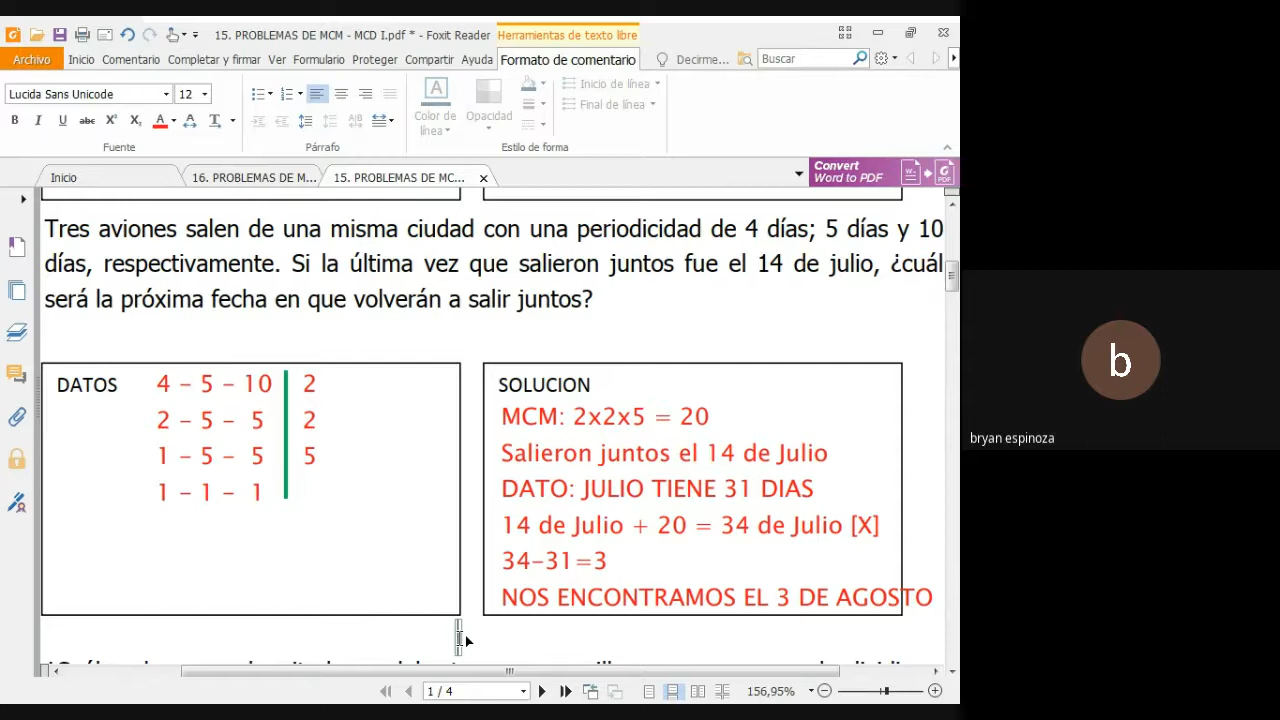 15. PROBLEMAS DE MCM - MCD I.pdf * - Foxit Reader
Herramientas de texto libre
Archivo Inicio Comentario Completar y firmar Ver Formulario Proteger Compartir Ayuda Formato de comentario Decirme... Buscar
Lucida Sans Unicode 12
Color de línea
Opacidad
Inicio de línea
Final de línea
Fuente Párrafo Estilo de forma
Inicio
16. PROBLEMAS DE M...
15. PROBLEMAS DE MC...
Convert
Word to PDF
Tres aviones salen de una misma ciudad con una periodicidad de 4 días; 5 días y 10
días, respectivamente. Si la última vez que salieron juntos fue el 14 de julio, ¿cuál
será la próxima fecha en que volverán a salir juntos?
DATOS
4 – 5 – 10 | 2
2 – 5 – 5 | 2
1 – 5 – 5 | 5
1 – 1 – 1
SOLUCION
MCM: 2x2x5 = 20
Salieron juntos el 14 de Julio
DATO: JULIO TIENE 31 DIAS
14 de Julio + 20 = 34 de Julio [X]
34-31=3
NOS ENCONTRAMOS EL 3 DE AGOSTO
1 / 4
156,95%
b
bryan espinoza